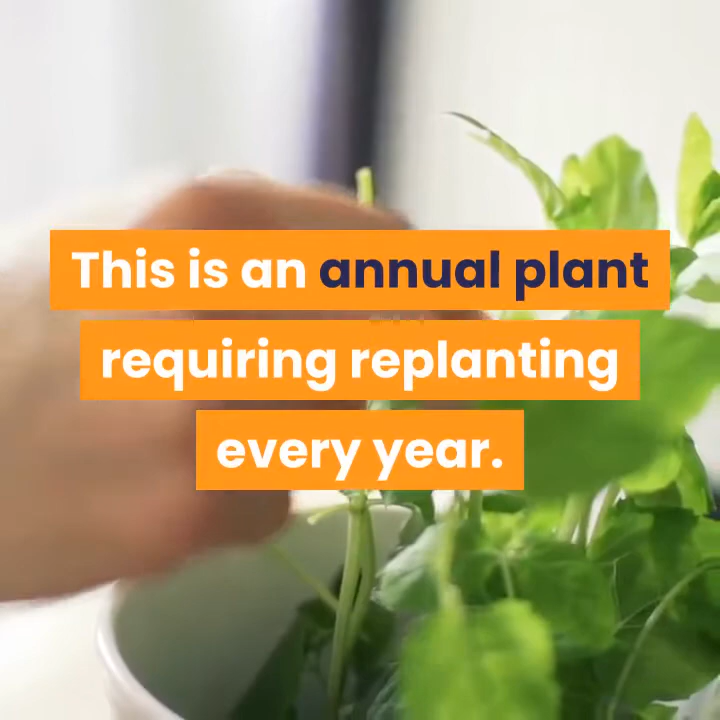 This is an annual plant
requiring replanting
every year.